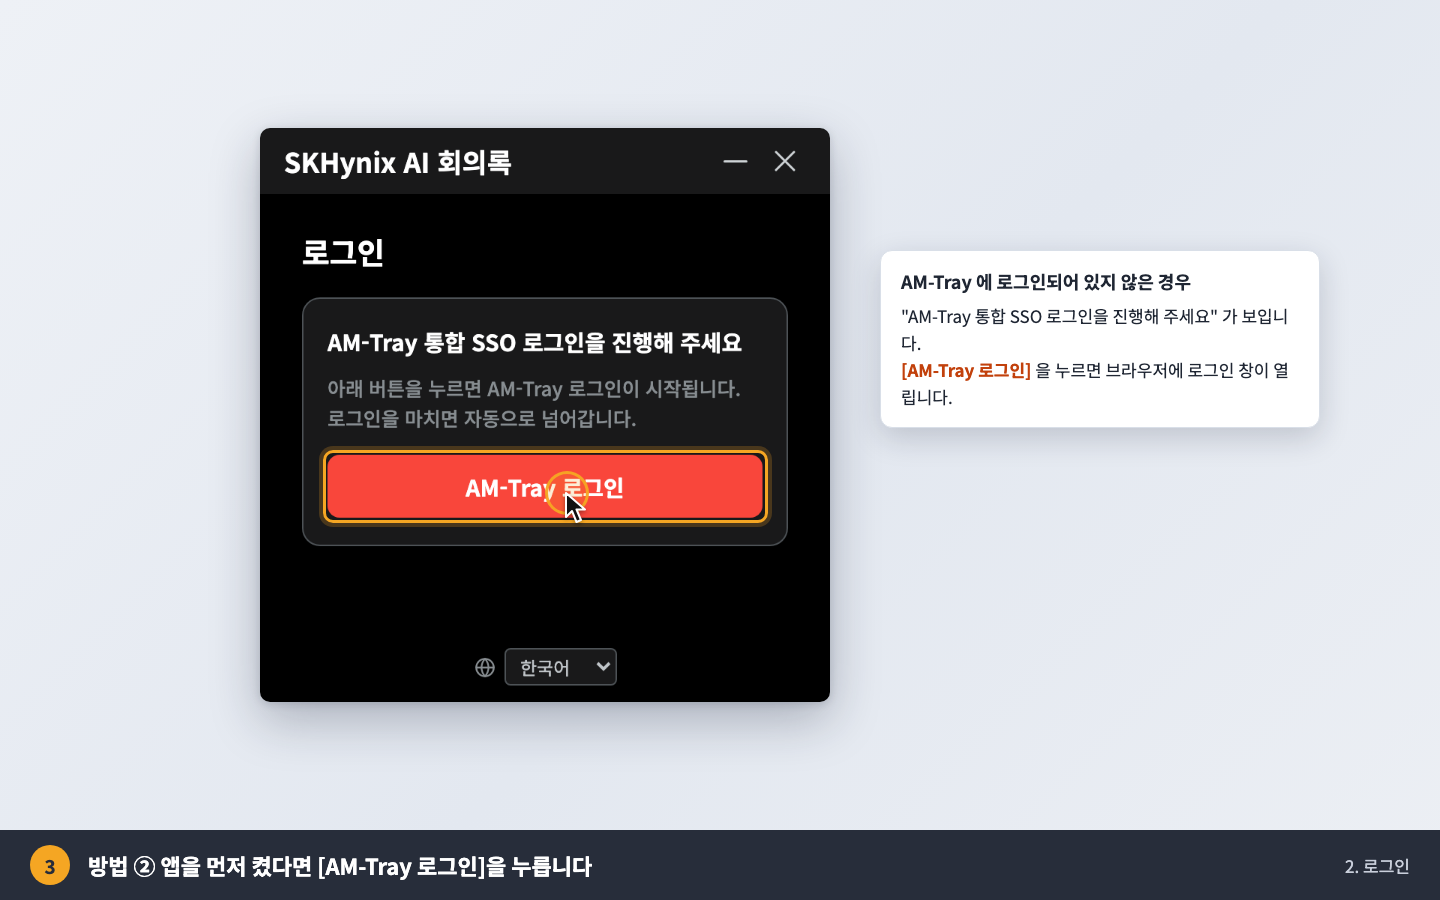 SKHynix AI 회의록
로그인
AM-Tray 통합 SSO 로그인을 진행해 주세요
아래 버튼을 누르면 AM-Tray 로그인이 시작됩니다.
로그인을 마치면 자동으로 넘어갑니다.
AM-Tray 로그인
한국어
AM-Tray 에 로그인되어 있지 않은 경우
"AM-Tray 통합 SSO 로그인을 진행해 주세요" 가 보입니
다.
[AM-Tray 로그인] 을 누르면 브라우저에 로그인 창이 열
립니다.
3 방법 ② 앱을 먼저 켰다면 [AM-Tray 로그인]을 누릅니다
2. 로그인